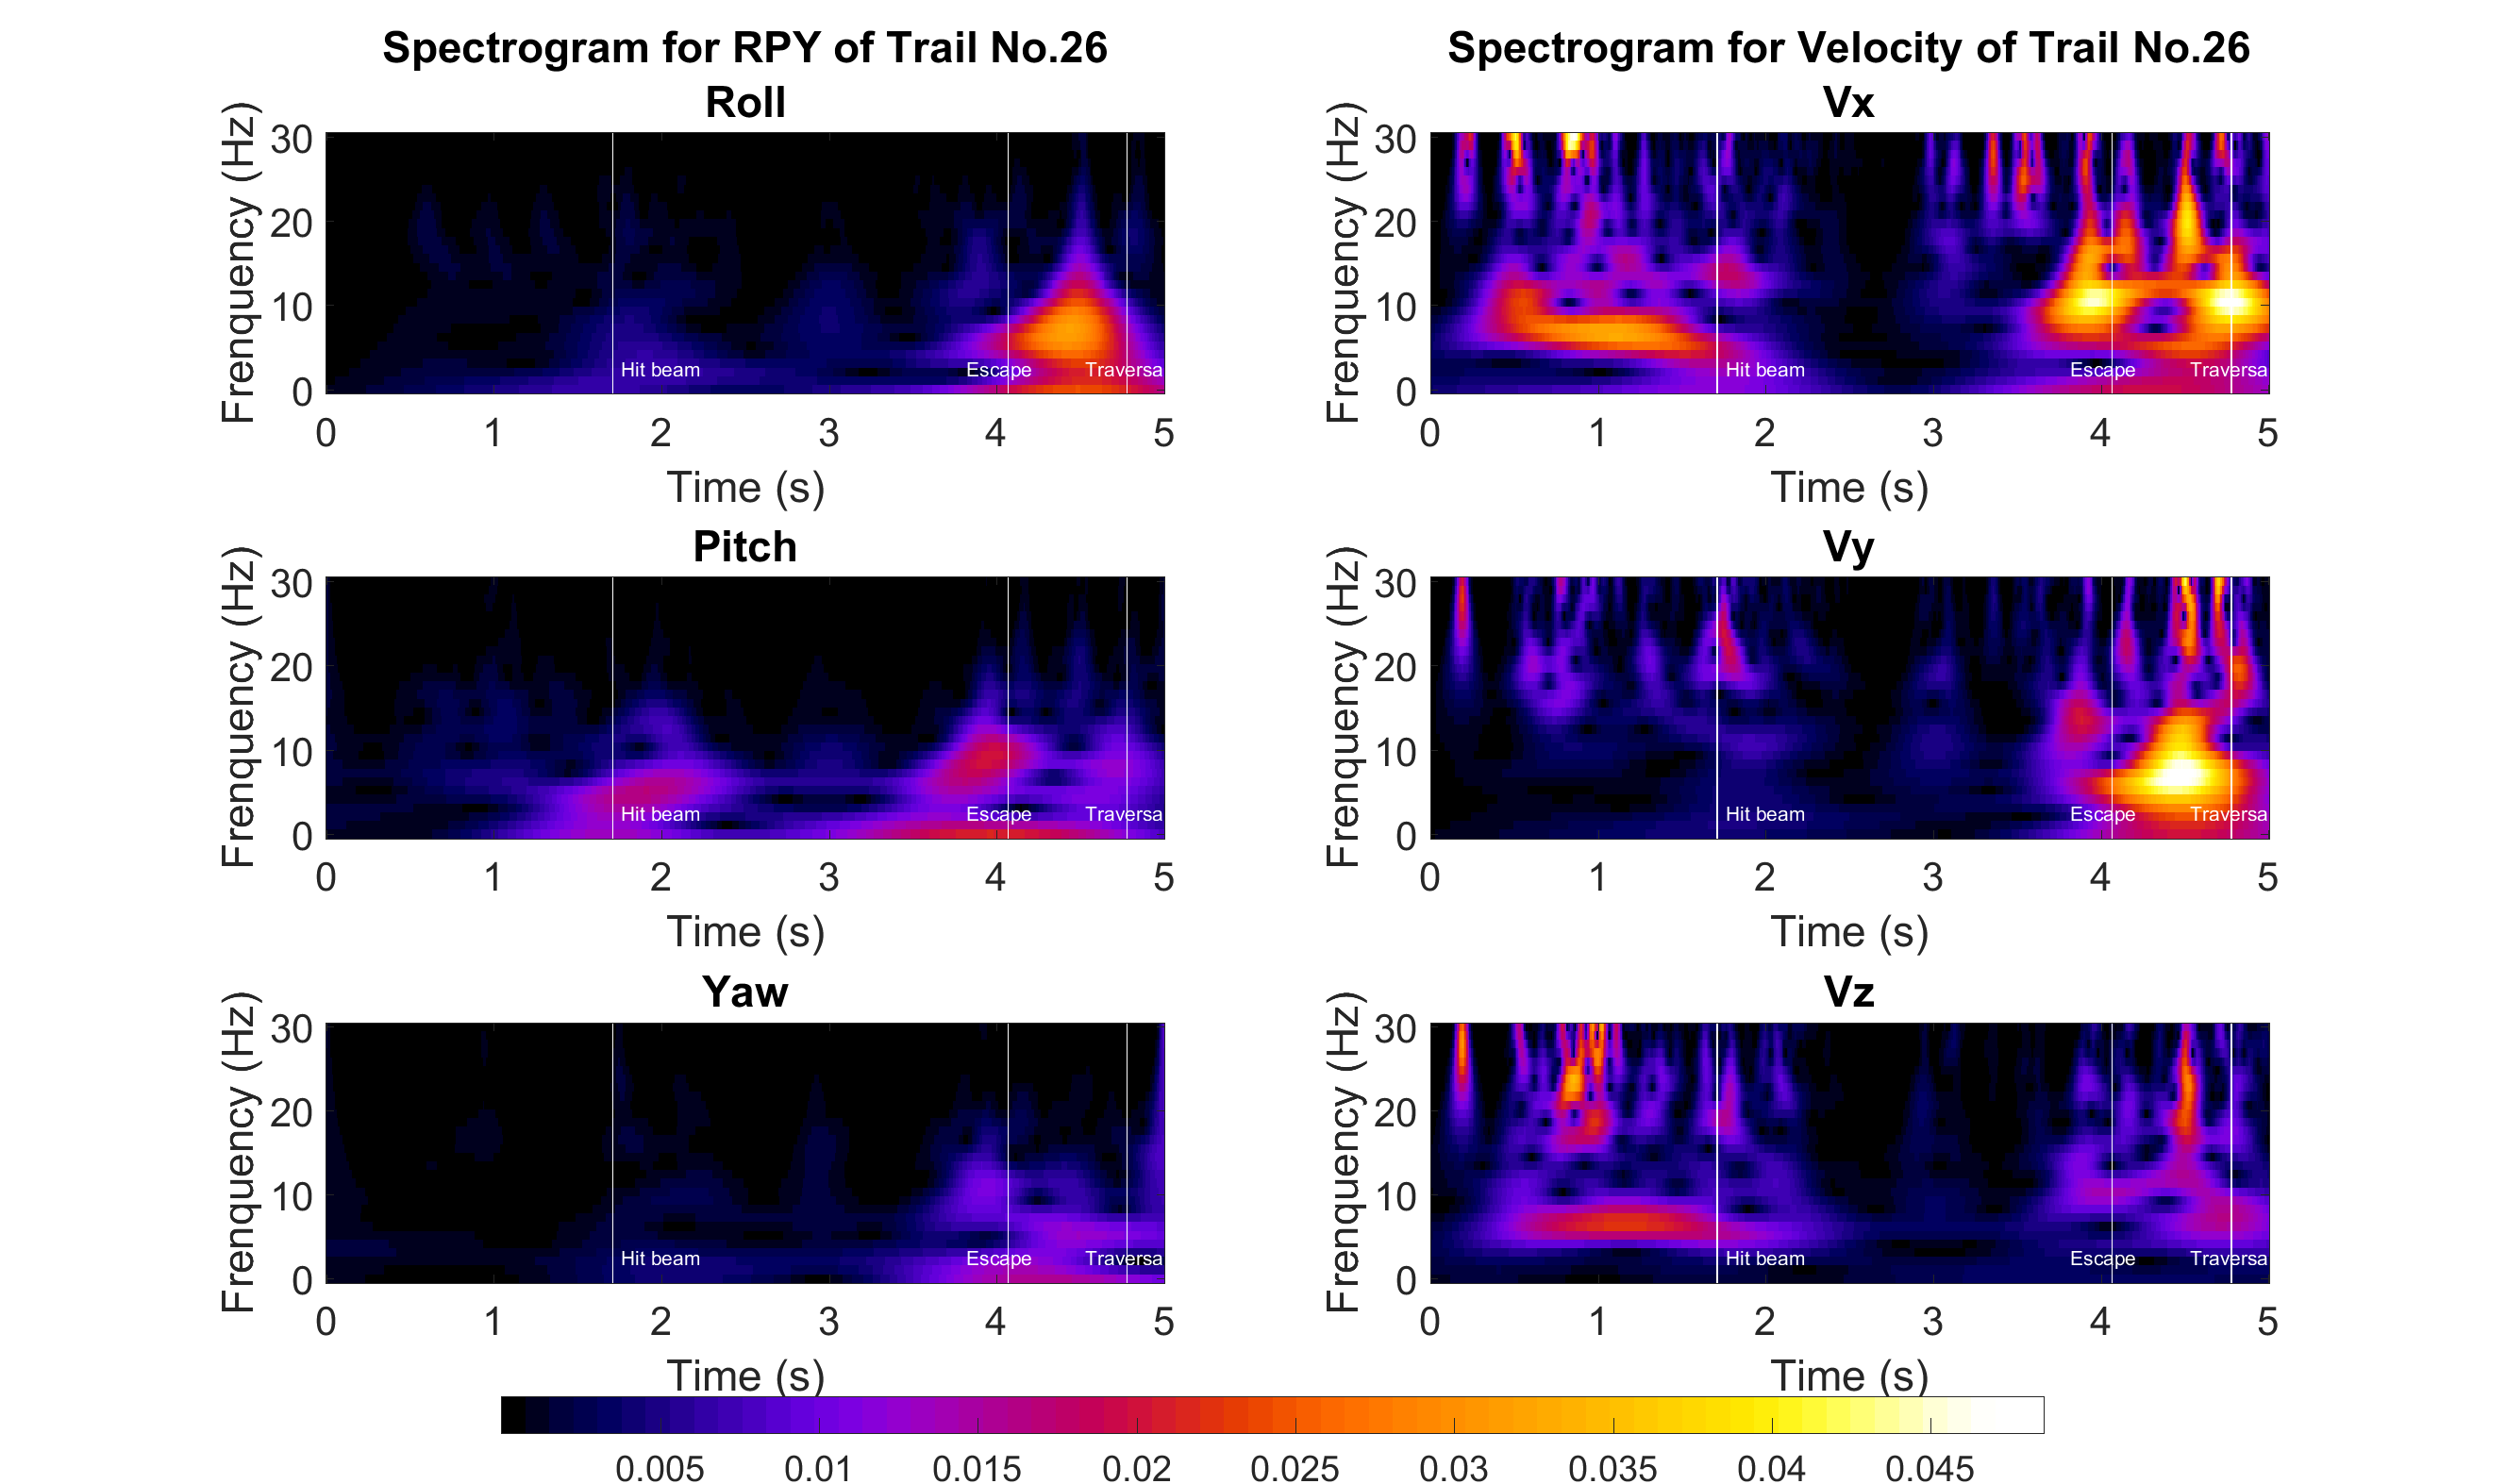 Spectrogram for RPY of Trail No.26
Roll
Frenquency (Hz)
30
20
10
0
Hit beam
Escape
Traversa
0 1 2 3 4 5
Time (s)
Pitch
Frenquency (Hz)
30
20
10
0
Hit beam
Escape
Traversa
0 1 2 3 4 5
Time (s)
Yaw
Frenquency (Hz)
30
20
10
0
Hit beam
Escape
Traversa
0 1 2 3 4 5
Time (s)
Spectrogram for Velocity of Trail No.26
Vx
Frenquency (Hz)
30
20
10
0
Hit beam
Escape
Traversa
0 1 2 3 4 5
Time (s)
Vy
Frenquency (Hz)
30
20
10
0
Hit beam
Escape
Traversa
0 1 2 3 4 5
Time (s)
Vz
Frenquency (Hz)
30
20
10
0
Hit beam
Escape
Traversa
0 1 2 3 4 5
Time (s)
0.005 0.01 0.015 0.02 0.025 0.03 0.035 0.04 0.045